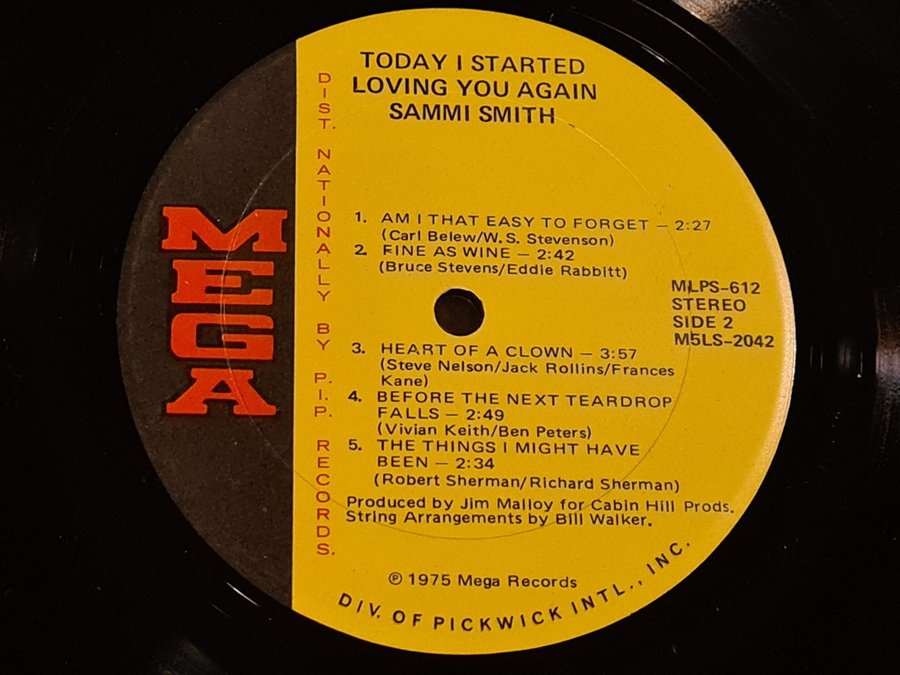 TODAY I STARTED
LOVING YOU AGAIN
SAMMI SMITH
DIST. NATIONALLY BY P.I.P. RECORDS.
MEGA
1. AM I THAT EASY TO FORGET – 2:27
(Carl Belew/W.S. Stevenson)
2. FINE AS WINE – 2:42
(Bruce Stevens/Eddie Rabbitt)
MLPS-612
STEREO
SIDE 2
M5LS-2042
3. HEART OF A CLOWN – 3:57
(Steve Nelson/Jack Rollins/Frances
Kane)
4. BEFORE THE NEXT TEARDROP
FALLS – 2:49
(Vivian Keith/Ben Peters)
5. THE THINGS I MIGHT HAVE
BEEN – 2:34
(Robert Sherman/Richard Sherman)
Produced by Jim Malloy for Cabin Hill Prods.
String Arrangements by Bill Walker.
℗ 1975 Mega Records
DIV. OF PICKWICK INTL., INC.